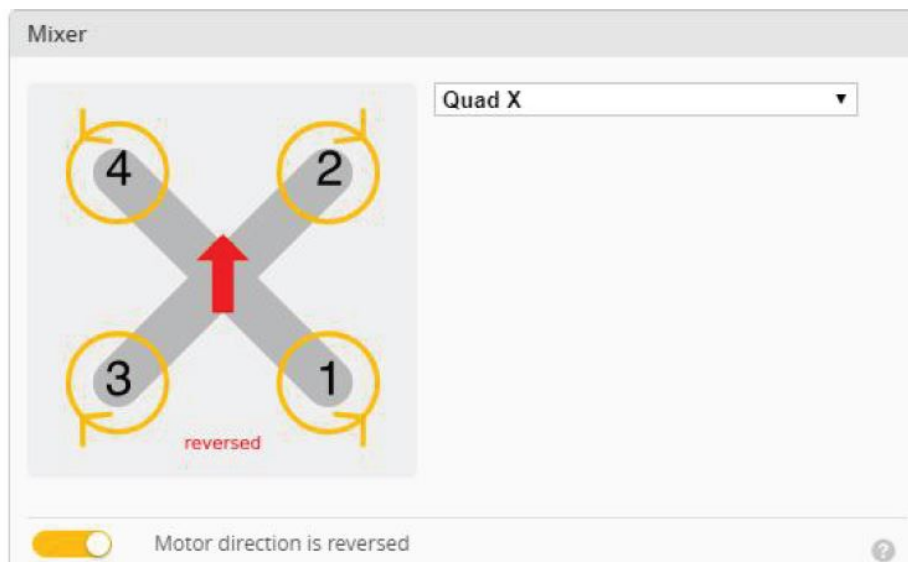 Mixer
Quad X
4 2
3 1
reversed
Motor direction is reversed
?